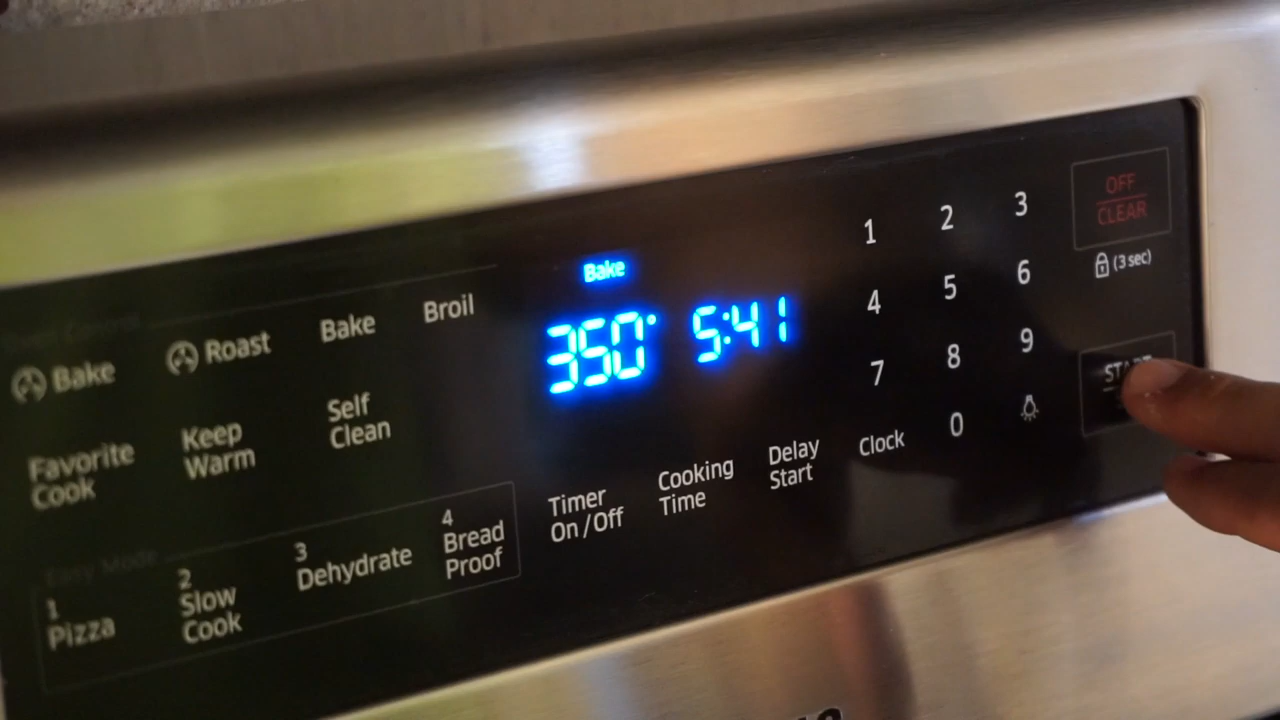 Bake
350° 5:41
1 2 3
4 5 6
7 8 9
0
OFF
CLEAR
(3 sec)
START
Bake
Roast
Bake
Broil
Favorite
Cook
Keep
Warm
Self
Clean
Easy Mode
1
Pizza
2
Slow
Cook
3
Dehydrate
4
Bread
Proof
Timer
On/Off
Cooking
Time
Delay
Start
Clock